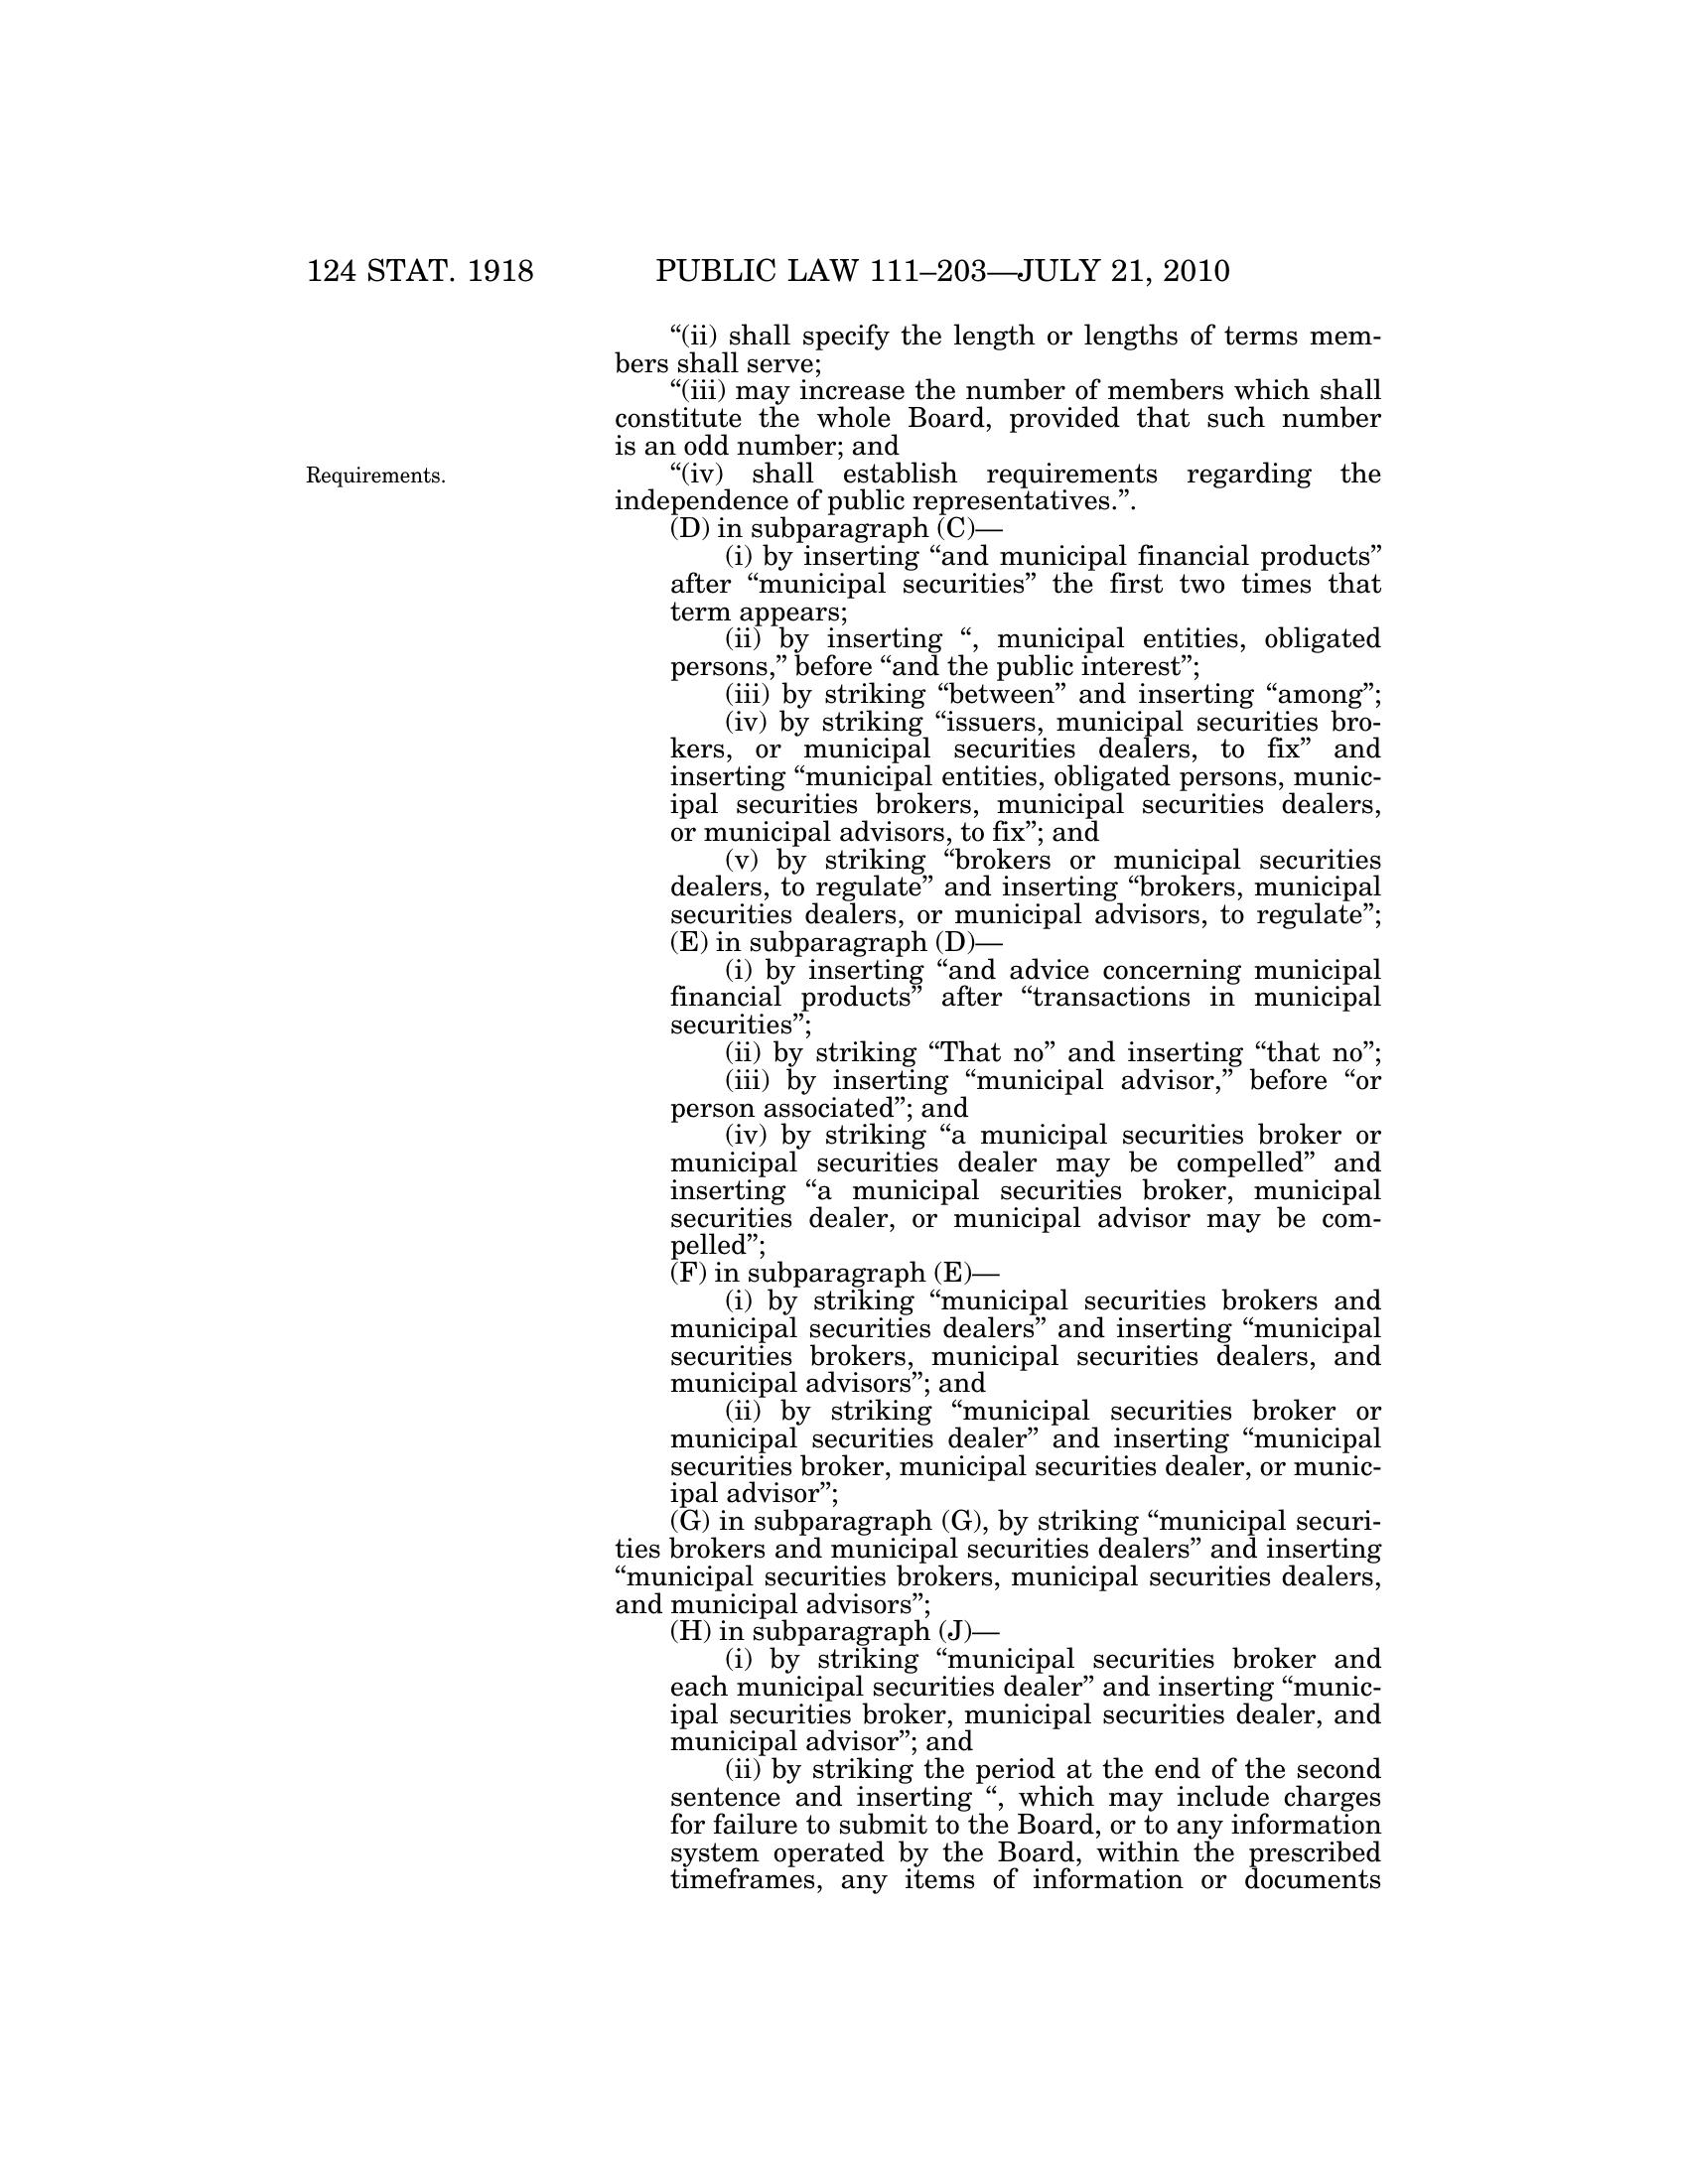 124 STAT. 1918 PUBLIC LAW 111–203—JULY 21, 2010
“(ii) shall specify the length or lengths of terms mem-
bers shall serve;
“(iii) may increase the number of members which shall
constitute the whole Board, provided that such number
is an odd number; and
Requirements.
“(iv) shall establish requirements regarding the
independence of public representatives.”.
(D) in subparagraph (C)—
(i) by inserting “and municipal financial products”
after “municipal securities” the first two times that
term appears;
(ii) by inserting “, municipal entities, obligated
persons,” before “and the public interest”;
(iii) by striking “between” and inserting “among”;
(iv) by striking “issuers, municipal securities bro-
kers, or municipal securities dealers, to fix” and
inserting “municipal entities, obligated persons, munic-
ipal securities brokers, municipal securities dealers,
or municipal advisors, to fix”; and
(v) by striking “brokers or municipal securities
dealers, to regulate” and inserting “brokers, municipal
securities dealers, or municipal advisors, to regulate”;
(E) in subparagraph (D)—
(i) by inserting “and advice concerning municipal
financial products” after “transactions in municipal
securities”;
(ii) by striking “That no” and inserting “that no”;
(iii) by inserting “municipal advisor,” before “or
person associated”; and
(iv) by striking “a municipal securities broker or
municipal securities dealer may be compelled” and
inserting “a municipal securities broker, municipal
securities dealer, or municipal advisor may be com-
pelled”;
(F) in subparagraph (E)—
(i) by striking “municipal securities brokers and
municipal securities dealers” and inserting “municipal
securities brokers, municipal securities dealers, and
municipal advisors”; and
(ii) by striking “municipal securities broker or
municipal securities dealer” and inserting “municipal
securities broker, municipal securities dealer, or munic-
ipal advisor”;
(G) in subparagraph (G), by striking “municipal securi-
ties brokers and municipal securities dealers” and inserting
“municipal securities brokers, municipal securities dealers,
and municipal advisors”;
(H) in subparagraph (J)—
(i) by striking “municipal securities broker and
each municipal securities dealer” and inserting “munic-
ipal securities broker, municipal securities dealer, and
municipal advisor”; and
(ii) by striking the period at the end of the second
sentence and inserting “, which may include charges
for failure to submit to the Board, or to any information
system operated by the Board, within the prescribed
timeframes, any items of information or documents